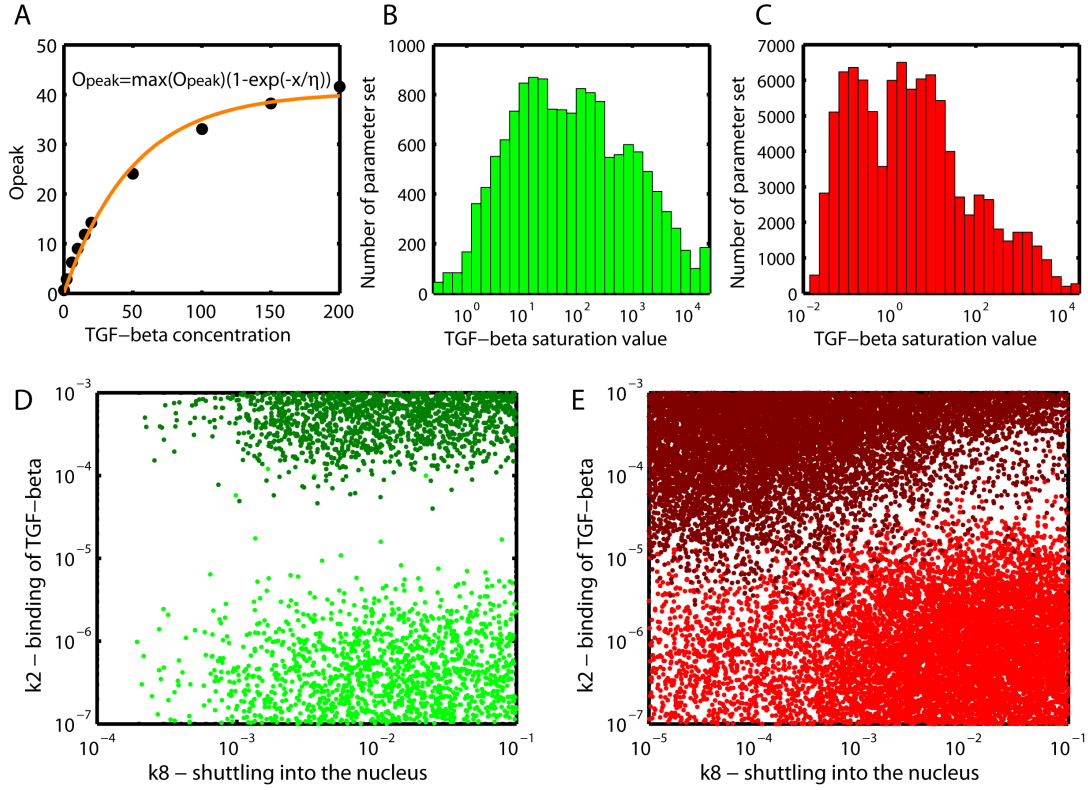 A
Opeak=max(Opeak)(1-exp(-x/η))
Opeak
50
40
30
20
10
0
0 50 100 150 200
TGF−beta concentration
B
Number of parameter set
1000
800
600
400
200
0
10^0 10^1 10^2 10^3 10^4
TGF−beta saturation value
C
Number of parameter set
7000
6000
5000
4000
3000
2000
1000
0
10^−2 10^0 10^2 10^4
TGF−beta saturation value
D
k2 − binding of TGF−beta
10^−3
10^−4
10^−5
10^−6
10^−7
10^−4 10^−3 10^−2 10^−1
k8 − shuttling into the nucleus
E
k2 − binding of TGF−beta
10^−3
10^−4
10^−5
10^−6
10^−7
10^−5 10^−4 10^−3 10^−2 10^−1
k8 − shuttling into the nucleus